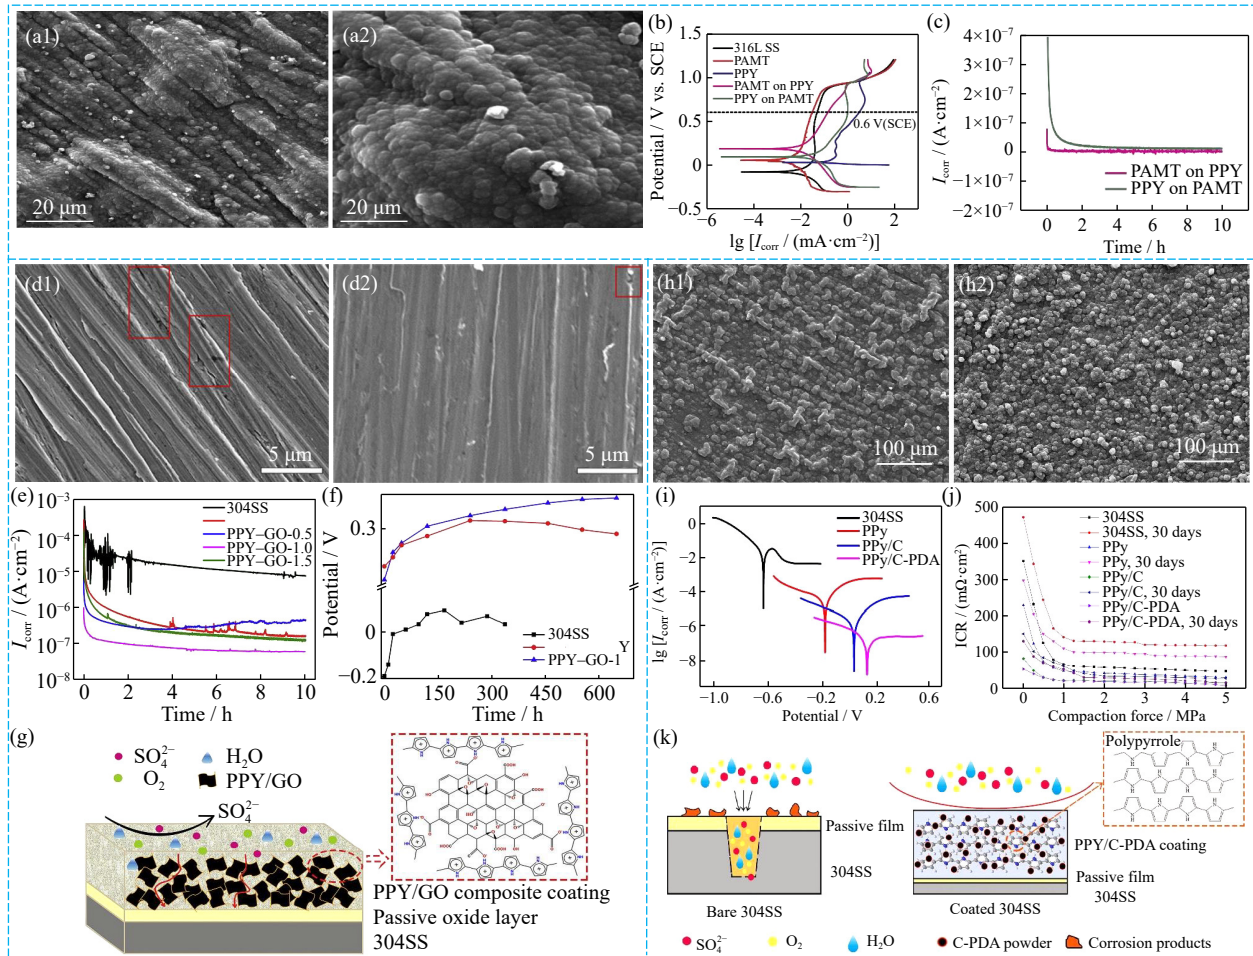 (a1)
20 µm
(a2)
20 µm
(b)
Potential / V vs. SCE
1.5
1.0
0.5
0
−0.5
316L SS
PAMT
PPY
PAMT on PPY
PPY on PAMT
0.6 V(SCE)
−6
−4
−2
0
2
lg [Icorr / (mA·cm−2)]
(c)
Icorr / (A·cm−2)
4×10−7
3×10−7
2×10−7
1×10−7
0
−1×10−7
−2×10−7
PAMT on PPY
PPY on PAMT
0 2 4 6 8 10
Time / h
(d1)
5 µm
(d2)
5 µm
(h1)
100 µm
(h2)
100 µm
(e)
Icorr / (A·cm−2)
10−3
10−4
10−5
10−6
10−7
10−8
304SS
PPY–GO-0.5
PPY–GO-1.0
PPY–GO-1.5
0 2 4 6 8 10
Time / h
(f)
Potential / V
0.3
0
−0.2
304SS
Y
PPY–GO-1
0 150 300 450 600
Time / h
(i)
lg [Icorr / (A·cm−2)]
0
−2
−4
−6
−8
304SS
PPy
PPy/C
PPy/C-PDA
−1.0 −0.6 −0.2 0.2 0.6
Potential / V
(j)
ICR / (mΩ·cm2)
500
400
300
200
100
0
304SS
304SS, 30 days
PPy
PPy, 30 days
PPy/C
PPy/C, 30 days
PPy/C-PDA
PPy/C-PDA, 30 days
0 1 2 3 4 5
Compaction force / MPa
(g)
SO42−
H2O
O2
PPY/GO
SO42−
PPY/GO composite coating
Passive oxide layer
304SS
(k)
Polypyrrole
Passive film
304SS
Bare 304SS
PPY/C-PDA coating
Passive film
304SS
Coated 304SS
SO42−
O2
H2O
C-PDA powder
Corrosion products